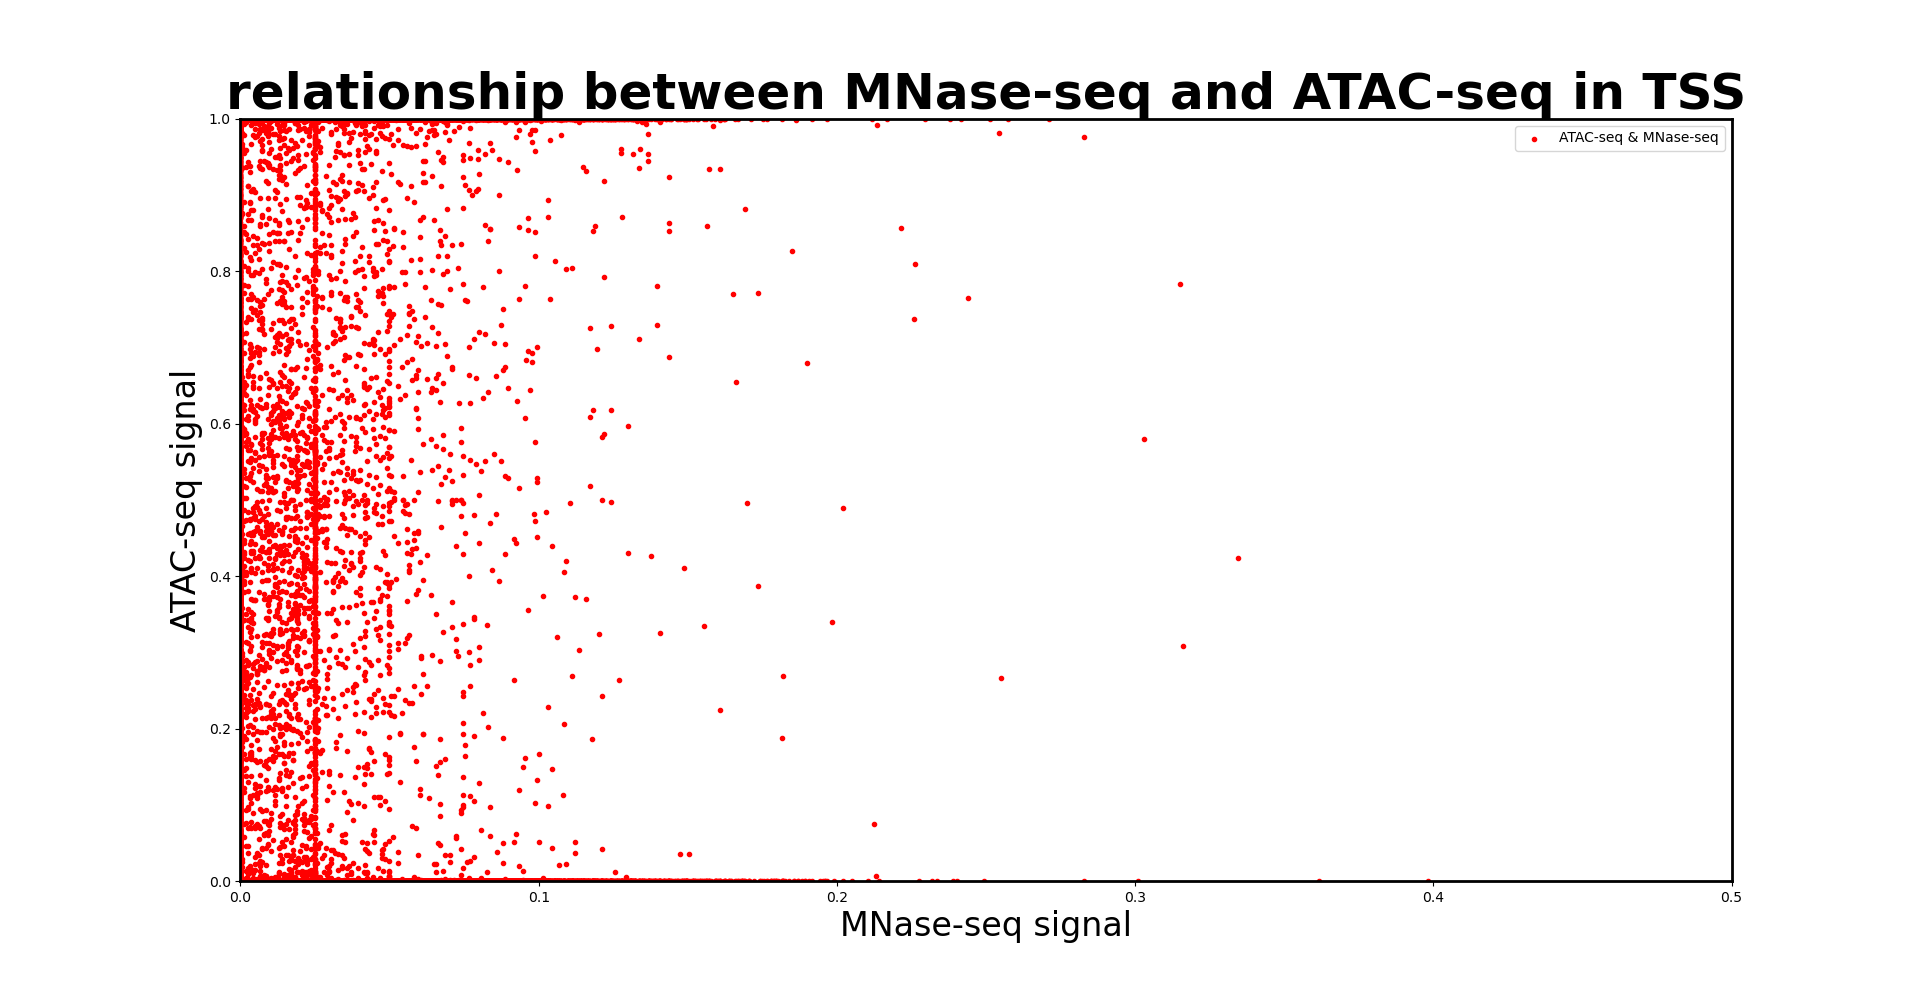 relationship between MNase-seq and ATAC-seq in TSS
ATAC-seq & MNase-seq
ATAC-seq signal
1.0
0.8
0.6
0.4
0.2
0.0
0.0 0.1 0.2 0.3 0.4 0.5
MNase-seq signal